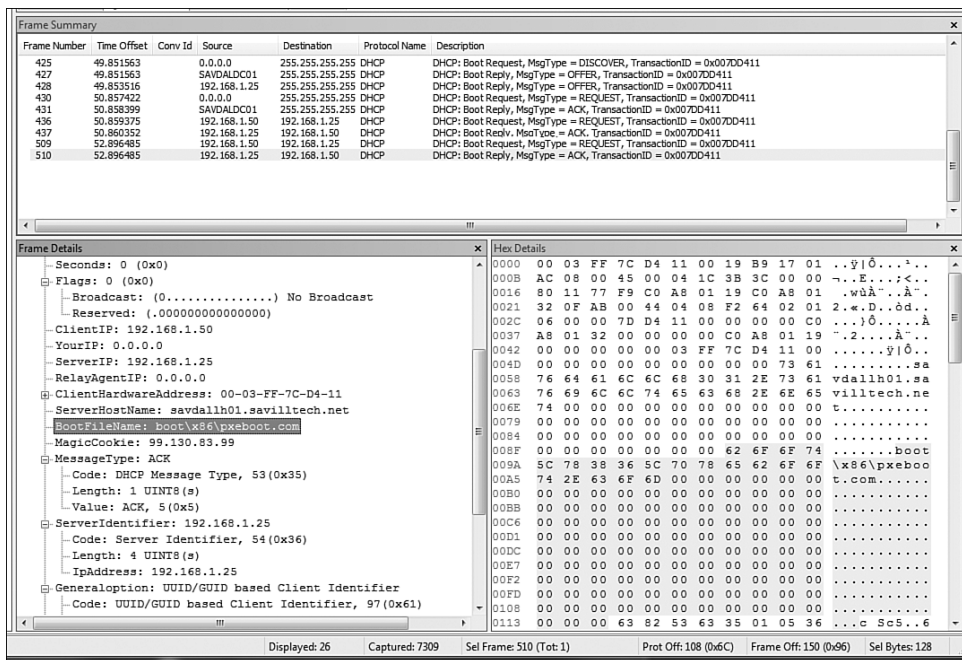 Frame Summary
Frame Number Time Offset Conv Id Source Destination Protocol Name Description
425 49.851563 0.0.0.0 255.255.255.255 DHCP DHCP: Boot Request, MsgType = DISCOVER, TransactionID = 0x007DD411
427 49.851563 SAVDALDC01 255.255.255.255 DHCP DHCP: Boot Reply, MsgType = OFFER, TransactionID = 0x007DD411
428 49.853516 192.168.1.25 255.255.255.255 DHCP DHCP: Boot Reply, MsgType = OFFER, TransactionID = 0x007DD411
430 50.857422 0.0.0.0 255.255.255.255 DHCP DHCP: Boot Request, MsgType = REQUEST, TransactionID = 0x007DD411
431 50.858399 SAVDALDC01 255.255.255.255 DHCP DHCP: Boot Reply, MsgType = ACK, TransactionID = 0x007DD411
436 50.859375 192.168.1.50 192.168.1.25 DHCP DHCP: Boot Request, MsgType = REQUEST, TransactionID = 0x007DD411
437 50.860352 192.168.1.25 192.168.1.50 DHCP DHCP: Boot Reply, MsgType = ACK, TransactionID = 0x007DD411
509 52.896485 192.168.1.50 192.168.1.25 DHCP DHCP: Boot Request, MsgType = REQUEST, TransactionID = 0x007DD411
510 52.896485 192.168.1.25 192.168.1.50 DHCP DHCP: Boot Reply, MsgType = ACK, TransactionID = 0x007DD411
Frame Details
Seconds: 0 (0x0)
Flags: 0 (0x0)
Broadcast: (0...............) No Broadcast
Reserved: (.000000000000000)
ClientIP: 192.168.1.50
YourIP: 0.0.0.0
ServerIP: 192.168.1.25
RelayAgentIP: 0.0.0.0
ClientHardwareAddress: 00-03-FF-7C-D4-11
ServerHostName: savdallh01.savilltech.net
BootFileName: boot\x86\pxeboot.com
MagicCookie: 99.130.83.99
MessageType: ACK
Code: DHCP Message Type, 53(0x35)
Length: 1 UINT8(s)
Value: ACK, 5(0x5)
ServerIdentifier: 192.168.1.25
Code: Server Identifier, 54(0x36)
Length: 4 UINT8(s)
IpAddress: 192.168.1.25
Generaloption: UUID/GUID based Client Identifier
Code: UUID/GUID based Client Identifier, 97(0x61)
Hex Details
0000 00 03 FF 7C D4 11 00 19 B9 17 01 ..ÿ|Ô...¹..
000B AC 08 00 45 00 04 1C 3B 3C 00 00 ¬..E...;<..
0016 80 11 77 F9 C0 A8 01 19 C0 A8 01 .wùÀ¨..À¨.
0021 32 0F AB 00 44 04 08 F2 64 02 01 2.«.D..òd..
002C 06 00 00 7D D4 11 00 00 00 00 C0 ...}Ô.....À
0037 A8 01 32 00 00 00 00 C0 A8 01 19 ¨.2....À¨..
0042 00 00 00 00 00 03 FF 7C D4 11 00 ......ÿ|Ô..
004D 00 00 00 00 00 00 00 00 00 73 61 .........sa
0058 76 64 61 6C 6C 68 30 31 2E 73 61 vdallh01.sa
0063 76 69 6C 6C 74 65 63 68 2E 6E 65 villtech.ne
006E 74 00 00 00 00 00 00 00 00 00 00 t..........
0079 00 00 00 00 00 00 00 00 00 00 00 ...........
0084 00 00 00 00 00 00 00 00 00 00 00 ...........
008F 00 00 00 00 00 00 00 62 6F 6F 74 .......boot
009A 5C 78 38 36 5C 70 78 65 62 6F 6F \x86\pxeboo
00A5 74 2E 63 6F 6D 00 00 00 00 00 00 t.com......
00B0 00 00 00 00 00 00 00 00 00 00 00 ...........
00BB 00 00 00 00 00 00 00 00 00 00 00 ...........
00C6 00 00 00 00 00 00 00 00 00 00 00 ...........
00D1 00 00 00 00 00 00 00 00 00 00 00 ...........
00DC 00 00 00 00 00 00 00 00 00 00 00 ...........
00E7 00 00 00 00 00 00 00 00 00 00 00 ...........
00F2 00 00 00 00 00 00 00 00 00 00 00 ...........
00FD 00 00 00 00 00 00 00 00 00 00 00 ...........
0108 00 00 00 00 00 00 00 00 00 00 00 ...........
0113 00 00 00 63 82 53 63 35 01 05 36 ...c Sc5..6
Displayed: 26 Captured: 7309 Sel Frame: 510 (Tot: 1) Prot Off: 108 (0x6C) Frame Off: 150 (0x96) Sel Bytes: 128